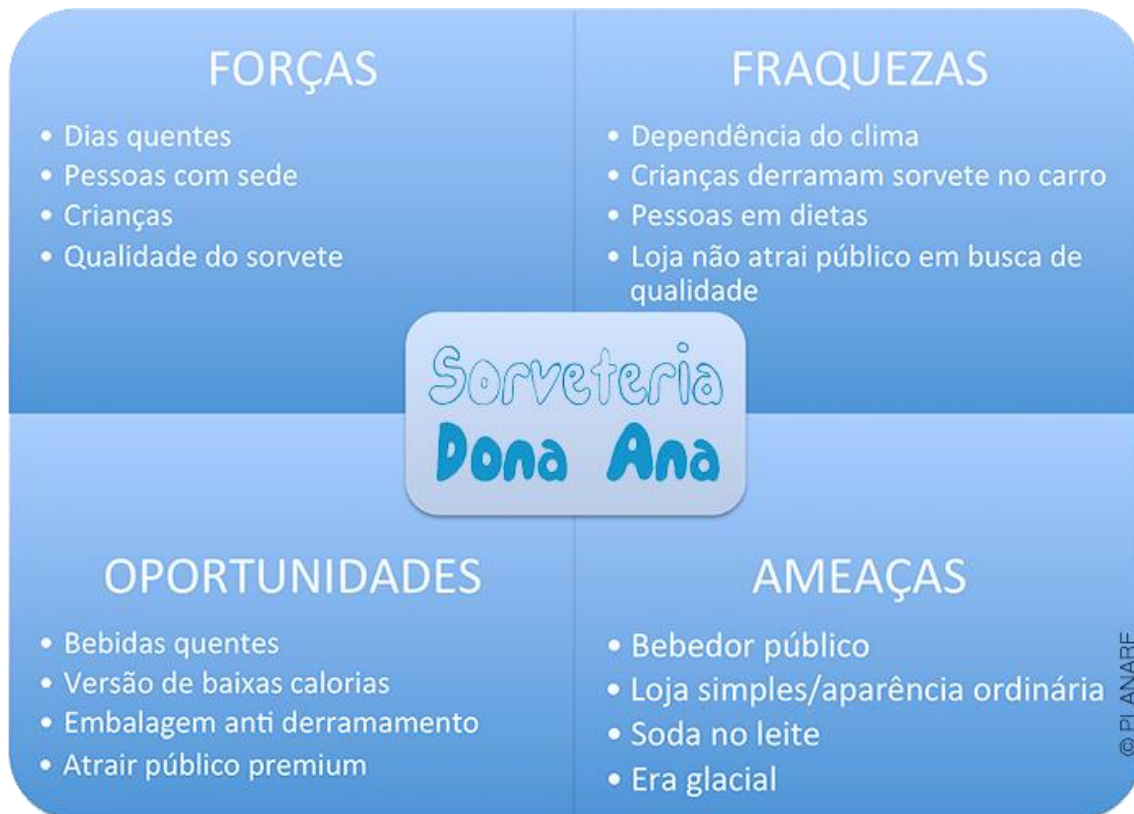 FORÇAS
• Dias quentes
• Pessoas com sede
• Crianças
• Qualidade do sorvete
FRAQUEZAS
• Dependência do clima
• Crianças derramam sorvete no carro
• Pessoas em dietas
• Loja não atrai público em busca de
qualidade
Sorveteria
Dona Ana
OPORTUNIDADES
• Bebidas quentes
• Versão de baixas calorias
• Embalagem anti derramamento
• Atrair público premium
AMEAÇAS
• Bebedor público
• Loja simples/aparência ordinária
• Soda no leite
• Era glacial
© PLANARE